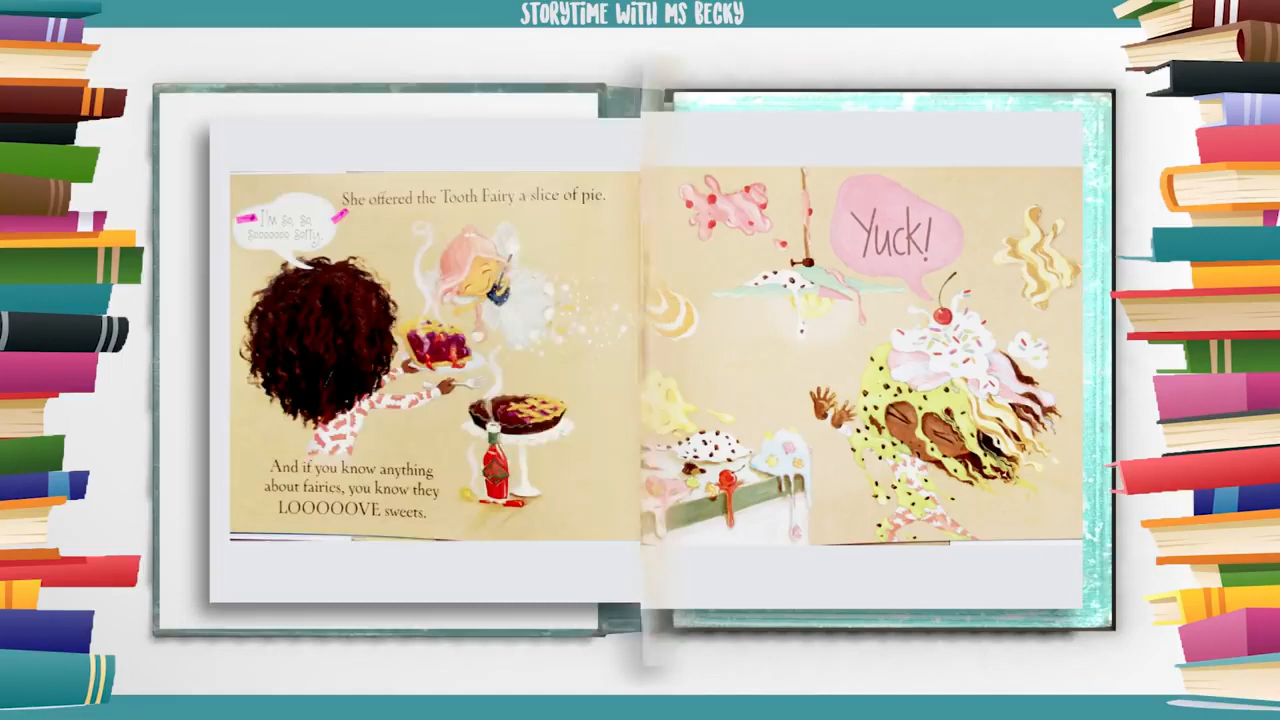 STORYTIME WITH MS BECKY
She offered the Tooth Fairy a slice of pie.
I'm so, so,
sooooooo sorry.
Yuck!
And if you know anything
about fairies, you know they
LOOOOOOVE sweets.